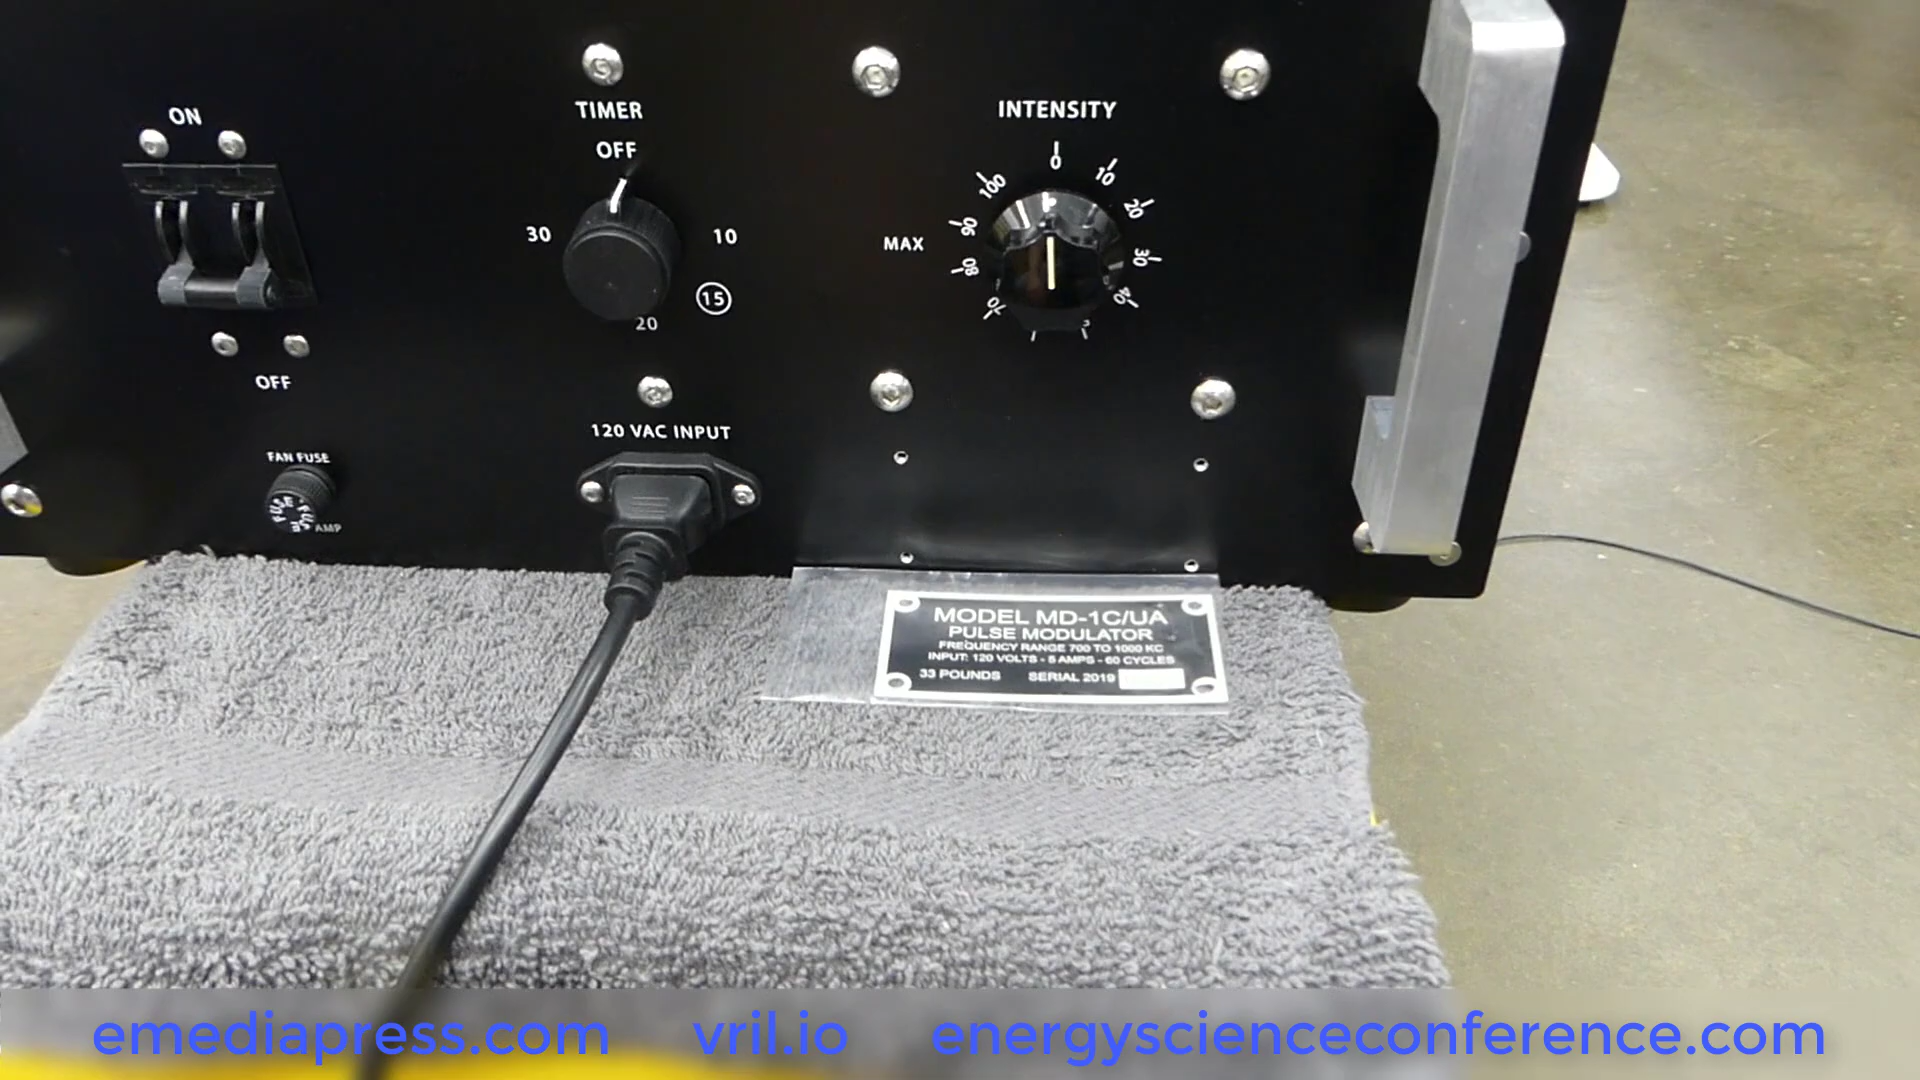 ON
TIMER
INTENSITY
OFF
0
10
20
30
40
70
80
90
100
MAX
30
10
15
20
OFF
120 VAC INPUT
FAN FUSE
FUSE FUSE
AMP
MODEL MD-1C/UA
PULSE MODULATOR
FREQUENCY RANGE 700 TO 1000 KC
INPUT: 120 VOLTS - 5 AMPS - 60 CYCLES
33 POUNDS SERIAL 2019
emediapress.com vril.io energyscienceconference.com